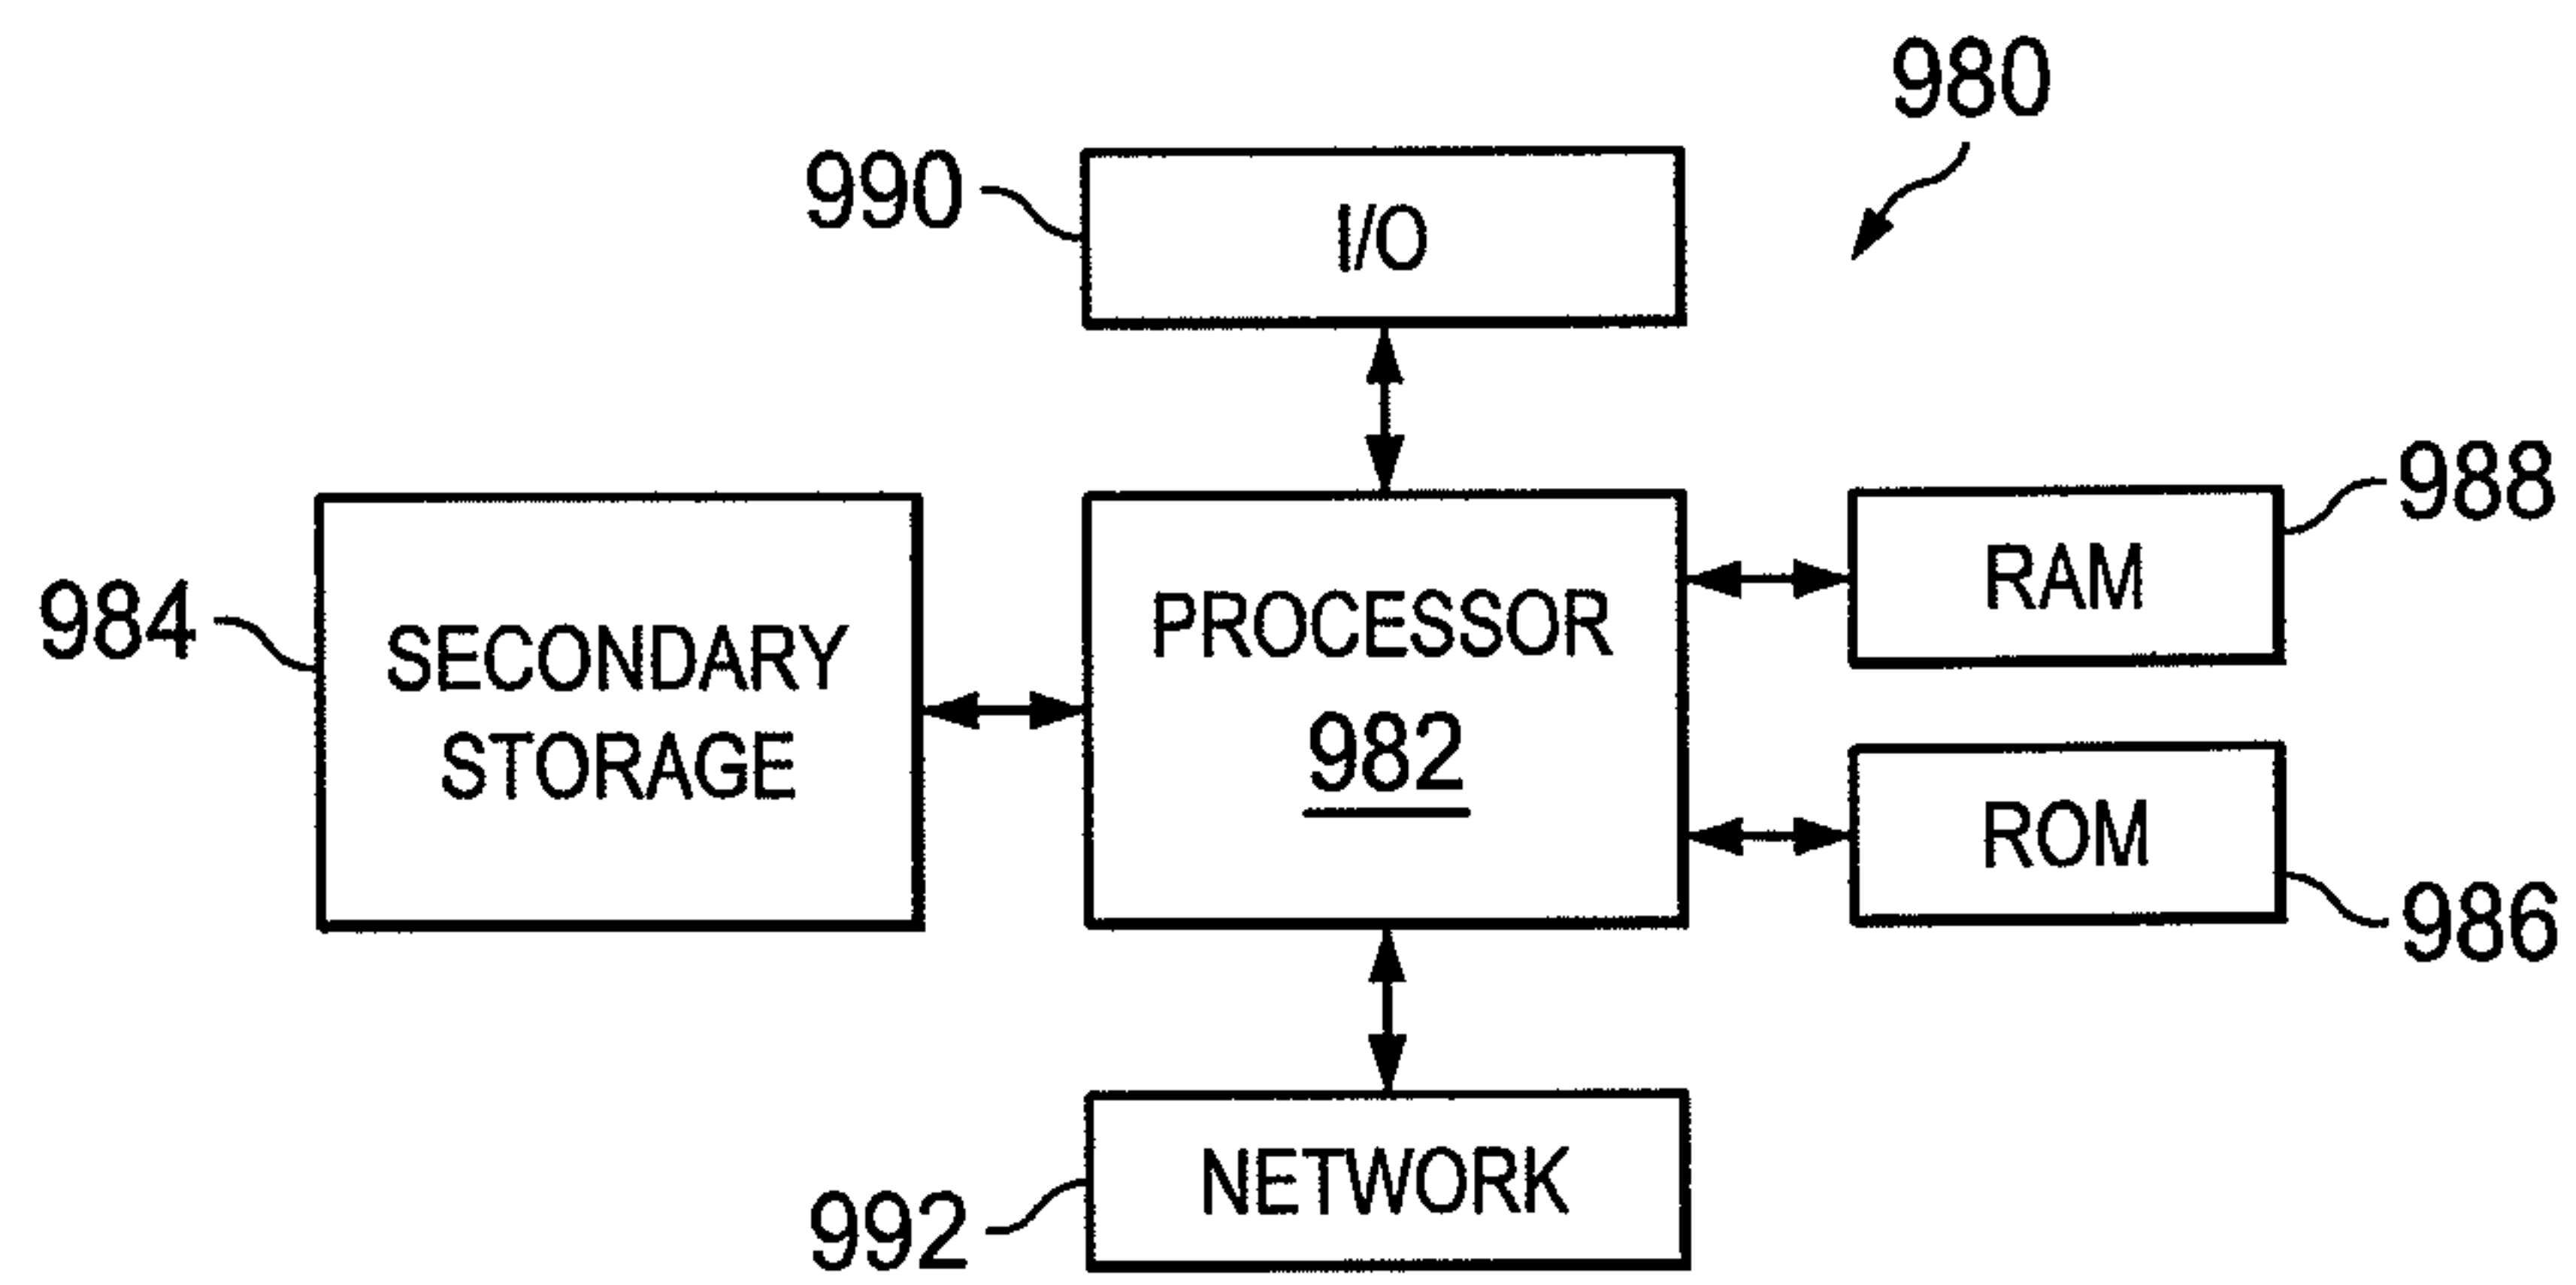 980
990
I/O
988
RAM
984
SECONDARY
STORAGE
PROCESSOR
982
ROM
986
992
NETWORK